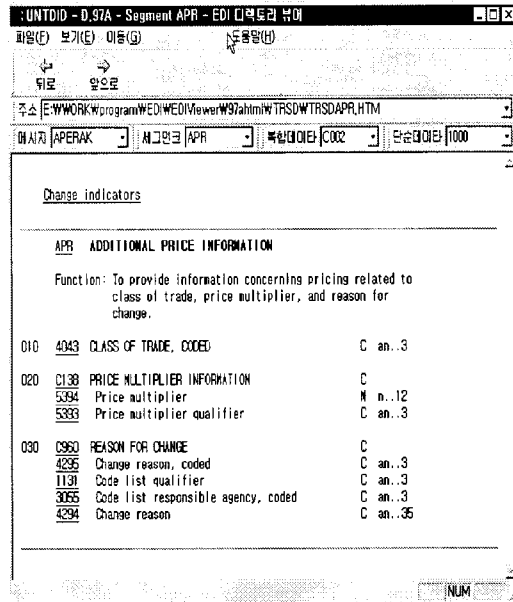 : UNTDID - D,97A - Segment APR - EDI 디렉토리 뷰어
파일(F) 보기(E) 이동(G) 도움말(H)
뒤로 앞으로
주소 E:₩WORK₩program₩EDI₩EDIViewer₩97ahtml₩TRSD₩TRSDAPR,HTM
메시지 APERAK 세그먼크 APR 복합데이타 C002 단순데이타 1000
Change indicators
APR ADDITIONAL PRICE INFORMATION
Function: To provide information concerning pricing related to
class of trade, price multiplier, and reason for
change.
010 4043 CLASS OF TRADE, CODED C an..3
020 C138 PRICE MULTIPLIER INFORMATION C
5394 Price multiplier M n..12
5393 Price multiplier qualifier C an..3
030 C960 REASON FOR CHANGE C
4295 Change reason, coded C an..3
1131 Code list qualifier C an..3
3055 Code list responsible agency, coded C an..3
4294 Change reason C an..35
NUM